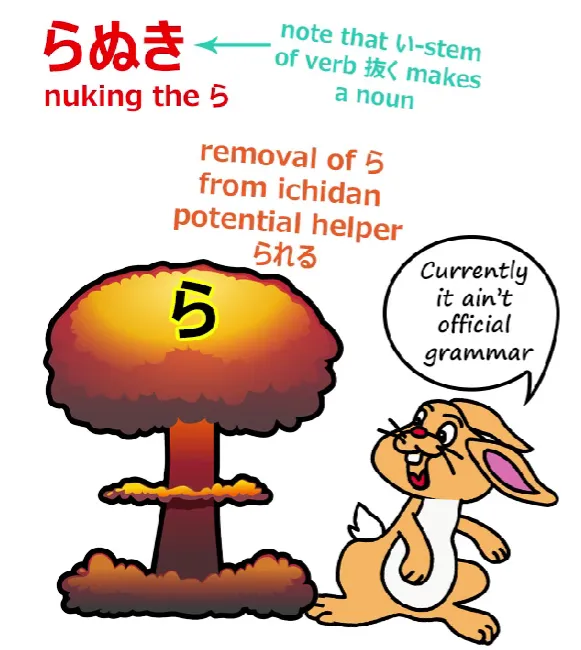 らぬき
nuking the ら
note that い-stem
of verb 抜く makes
a noun
removal of ら
from ichidan
potential helper
られる
ら
Currently
it ain't
official
grammar